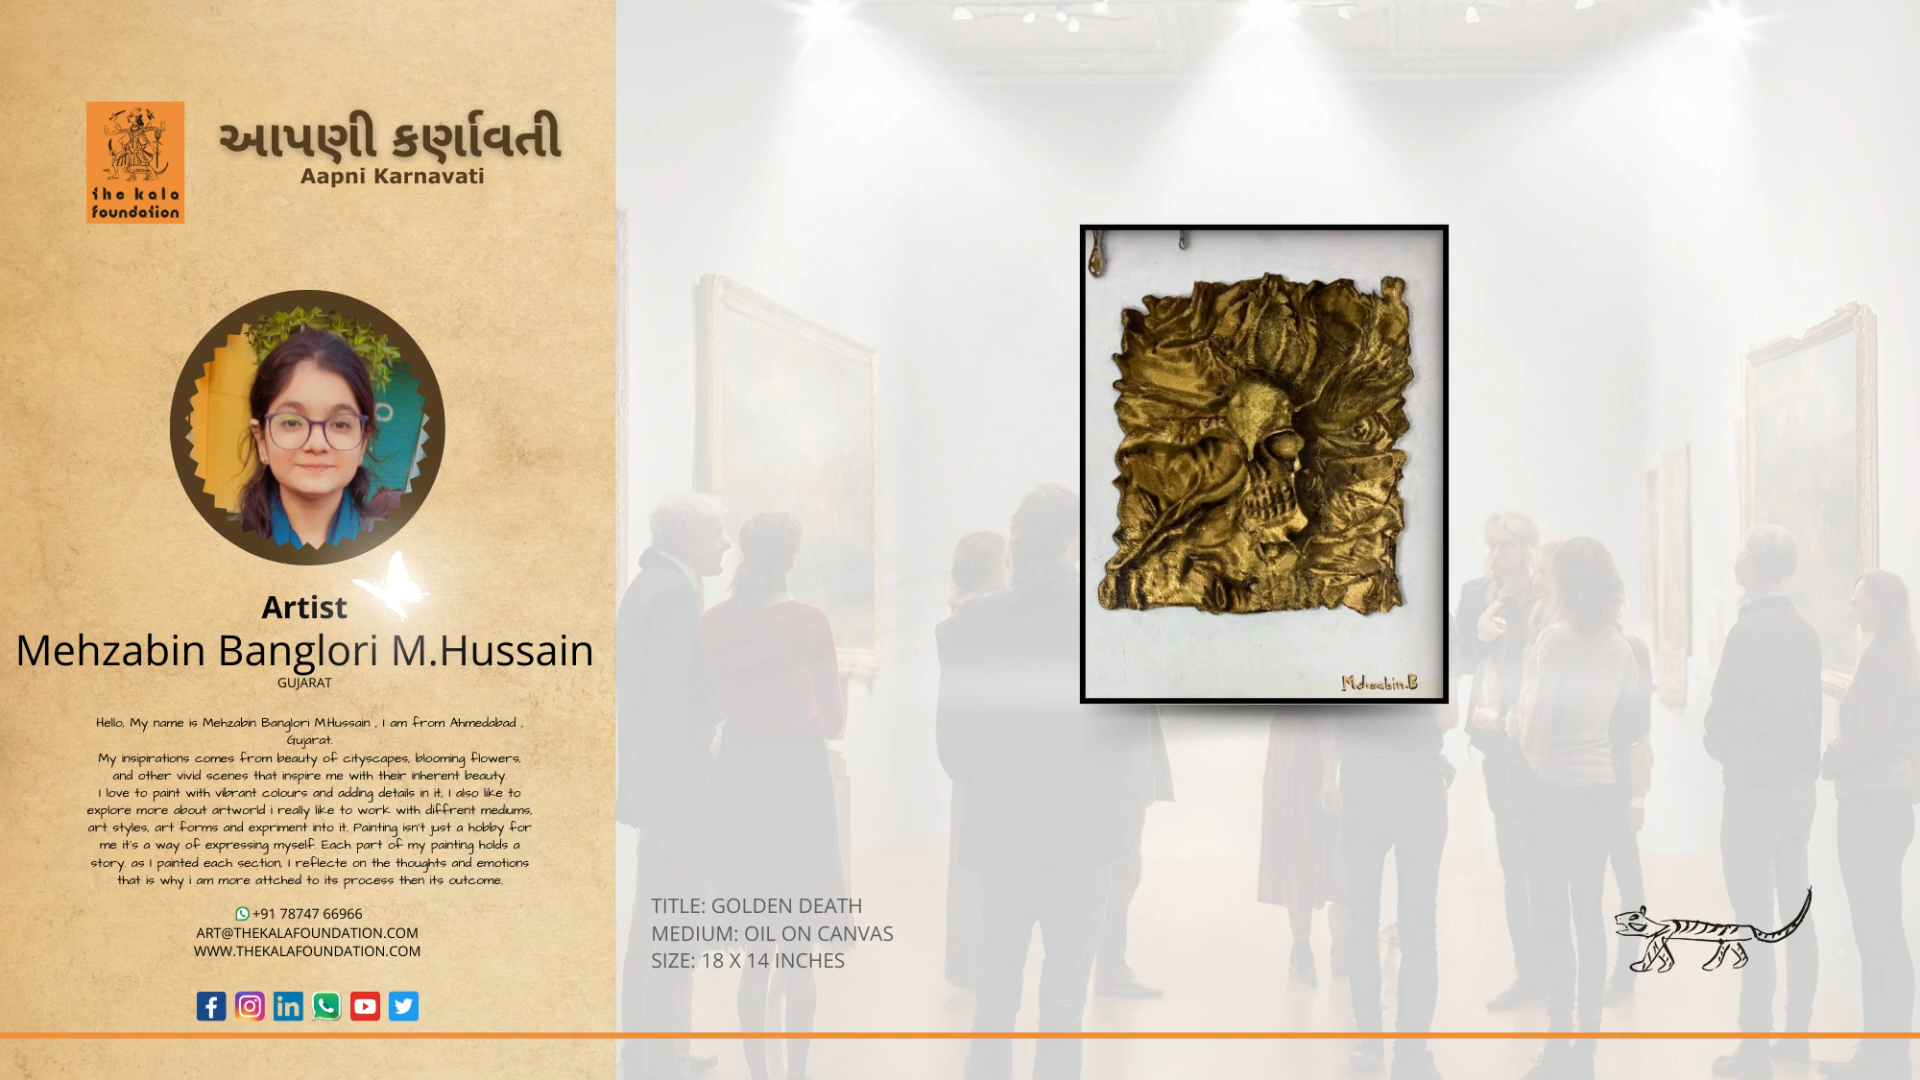 the kala
foundation
આપણી કર્ણાવતી
Aapni Karnavati
Artist
Mehzabin Banglori M.Hussain
GUJARAT
Hello, My name is Mehzabin Banglori M.Hussain , I am from Ahmedabad ,
Gujarat.
My insipirations comes from beauty of cityscapes, blooming flowers,
and other vivid scenes that inspire me with their inherent beauty.
I love to paint with vibrant colours and adding details in it, I also like to
explore more about artworld i really like to work with diffrent mediums,
art styles, art forms and expriment into it. Painting isn't just a hobby for
me it's a way of expressing myself. Each part of my painting holds a
story. as I painted each section, I reflecte on the thoughts and emotions
that is why i am more attched to its process then its outcome.
+91 78747 66966
ART@THEKALAFOUNDATION.COM
WWW.THEKALAFOUNDATION.COM
TITLE: GOLDEN DEATH
MEDIUM: OIL ON CANVAS
SIZE: 18 X 14 INCHES